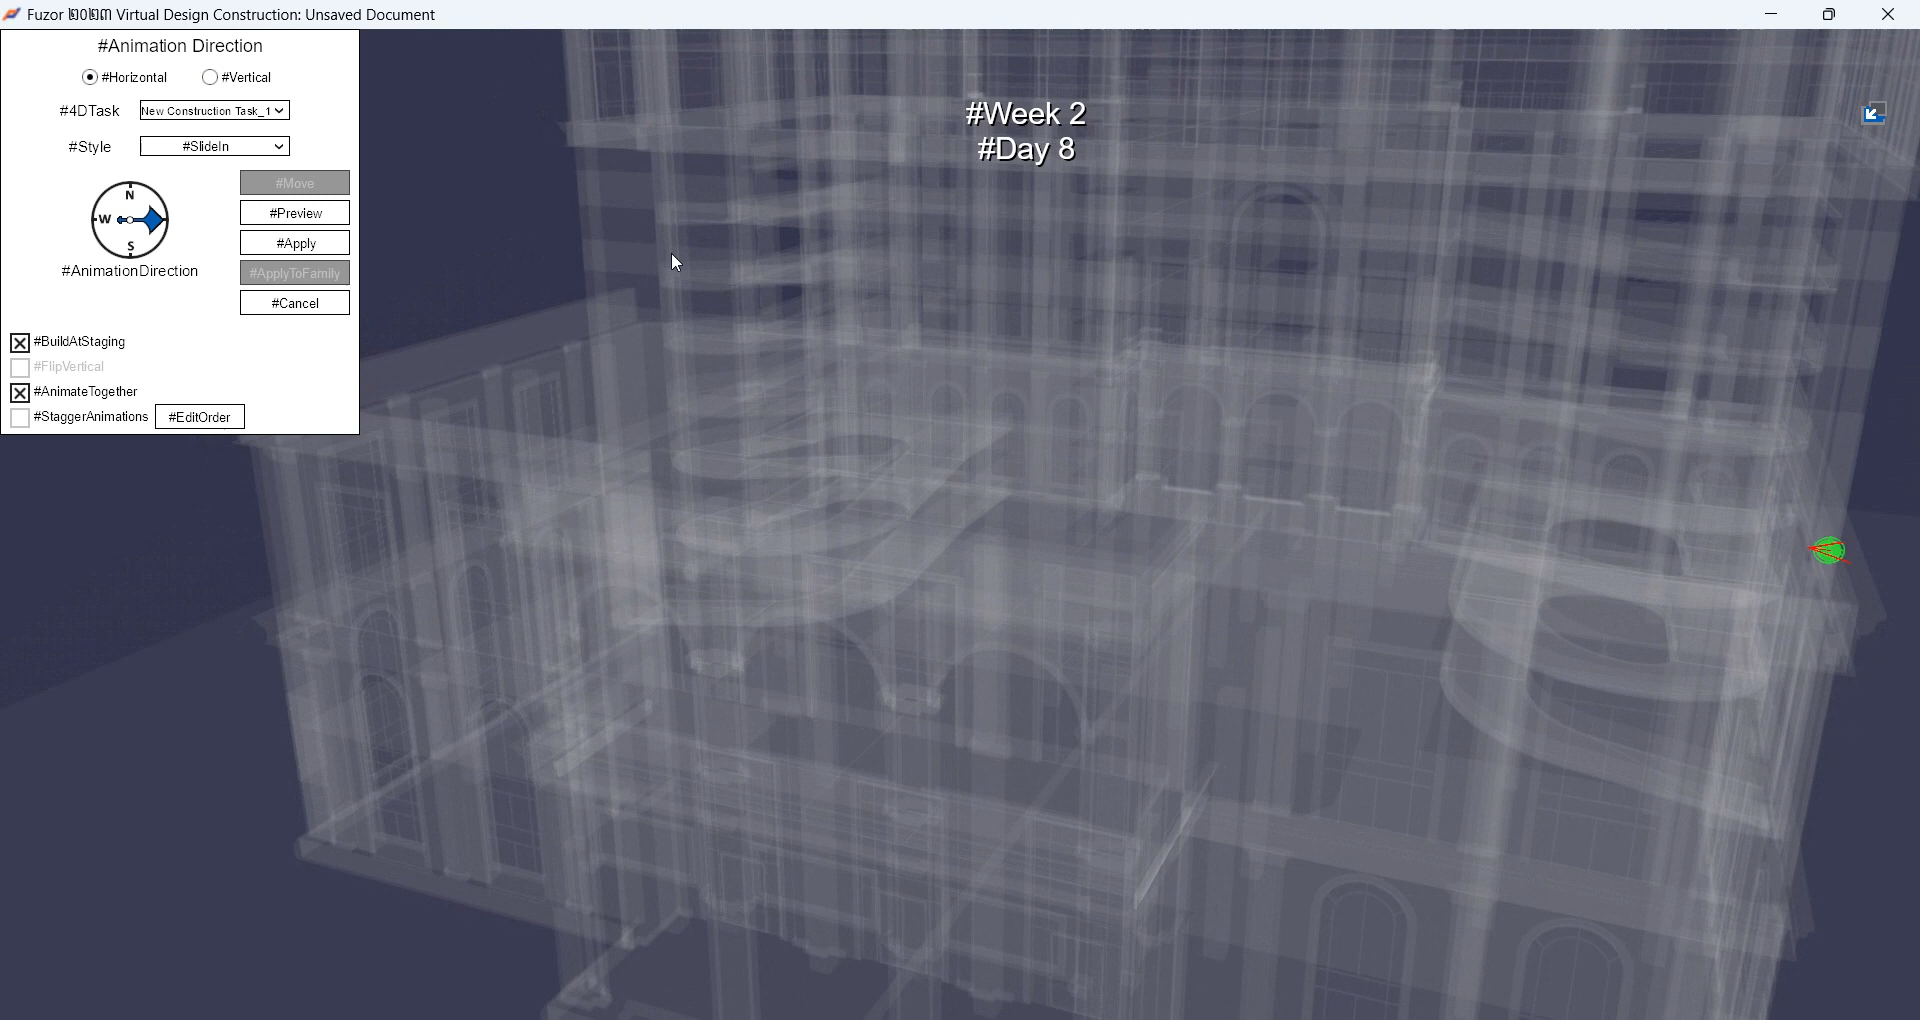 Virtual Design Construction: Unsaved Document
#Animation Direction
#Horizontal #Vertical
#4DTask New Construction Task_1
#Style #SlideIn
#Move
#Preview
#Apply
#ApplyToFamily
#Cancel
N
W
S
#AnimationDirection
#BuildAtStaging
#FlipVertical
#AnimateTogether
#StaggerAnimations #EditOrder
#Week 2
#Day 8